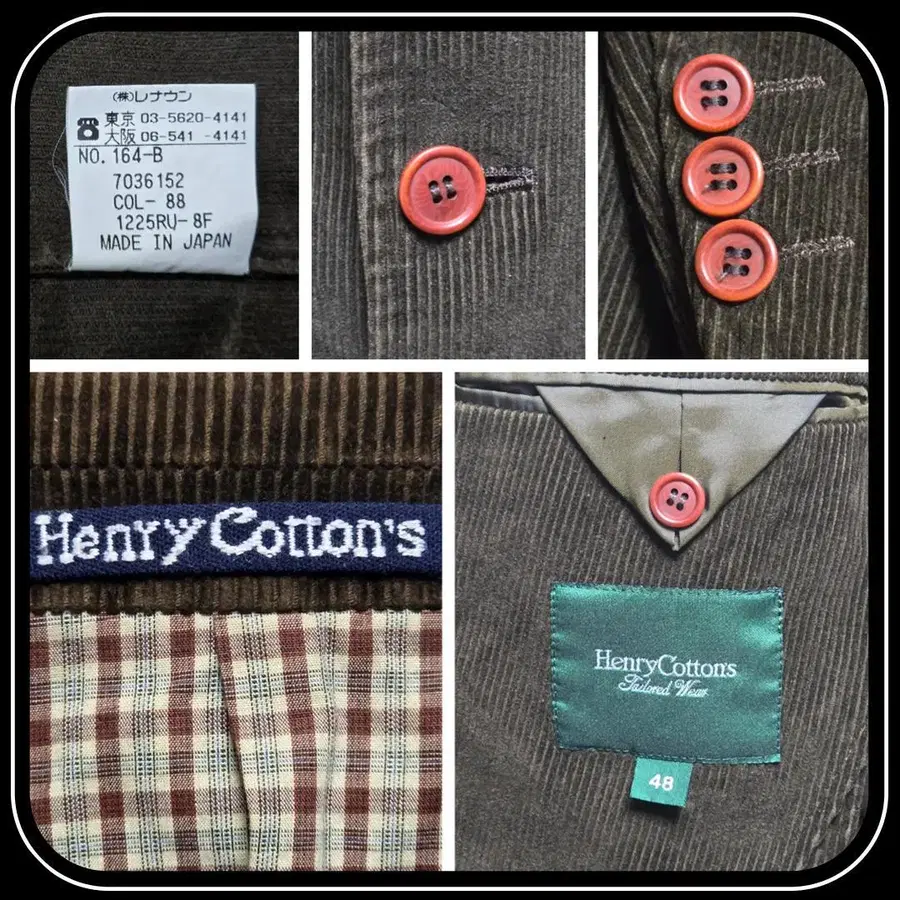 (株)レナウン
東京 03-5620-4141
大阪 06-541 -4141
NO. 164-B
7036152
COL- 88
1225RU- 8F
MADE IN JAPAN
Henry Cotton's
HenryCotton's
Tailored Wear
48